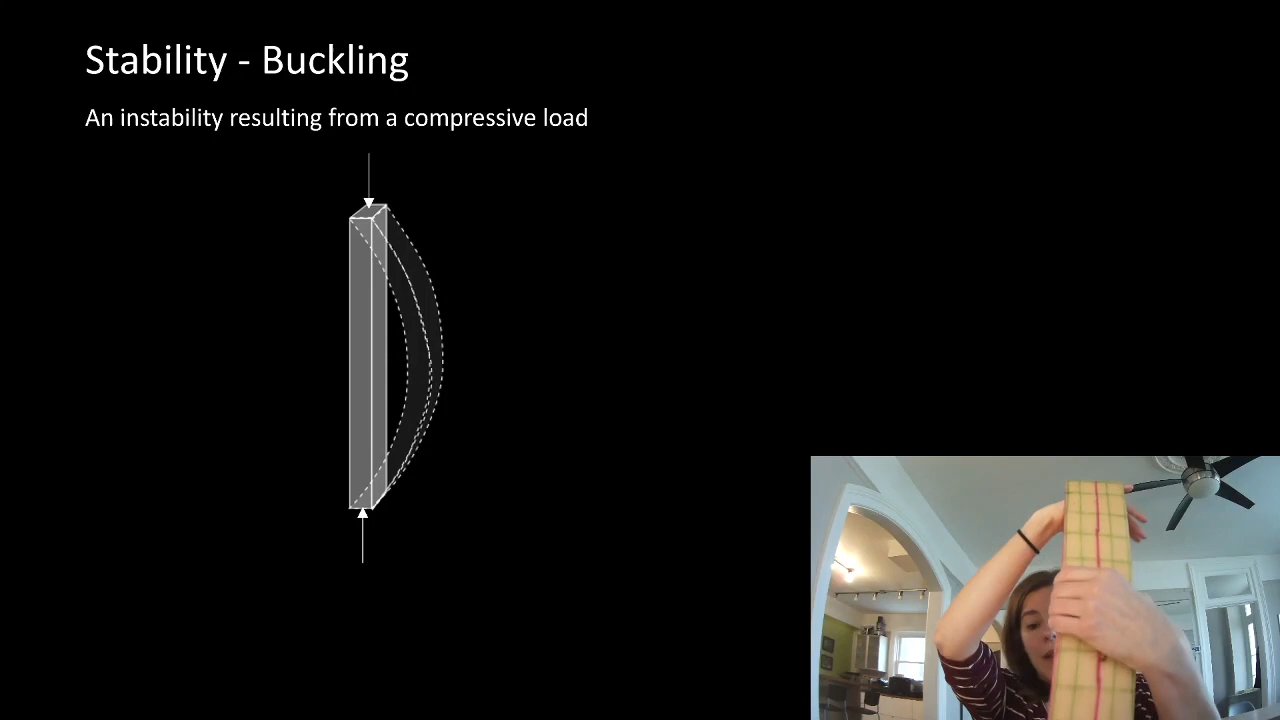 Stability - Buckling
An instability resulting from a compressive load